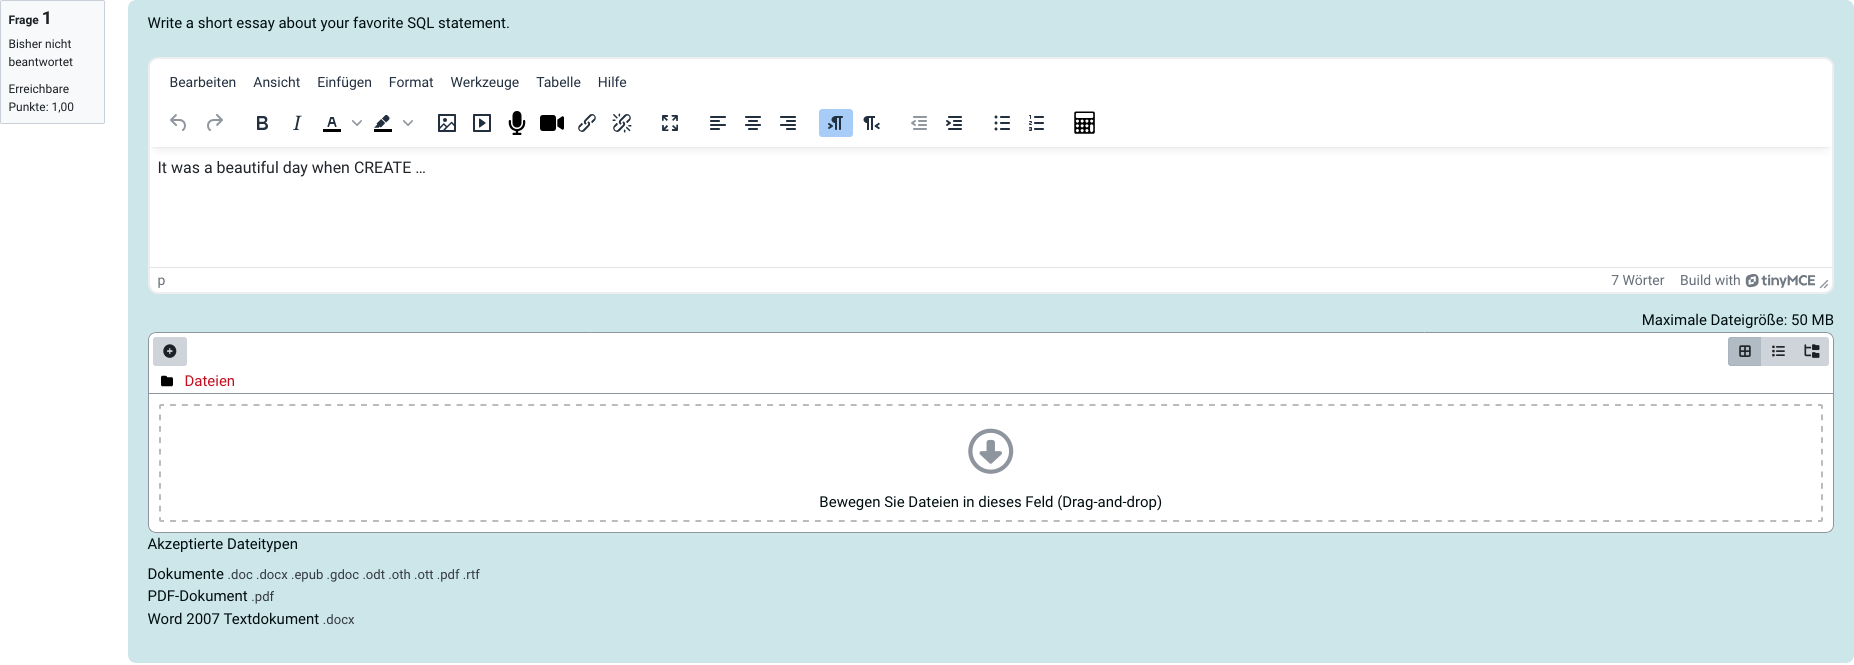 Frage 1
Bisher nicht
beantwortet
Erreichbare
Punkte: 1,00
Write a short essay about your favorite SQL statement.
Bearbeiten Ansicht Einfügen Format Werkzeuge Tabelle Hilfe
It was a beautiful day when CREATE ...
p
7 Wörter Build with tinyMCE
Maximale Dateigröße: 50 MB
Dateien
Bewegen Sie Dateien in dieses Feld (Drag-and-drop)
Akzeptierte Dateitypen
Dokumente .doc .docx .epub .gdoc .odt .oth .ott .pdf .rtf
PDF-Dokument .pdf
Word 2007 Textdokument .docx